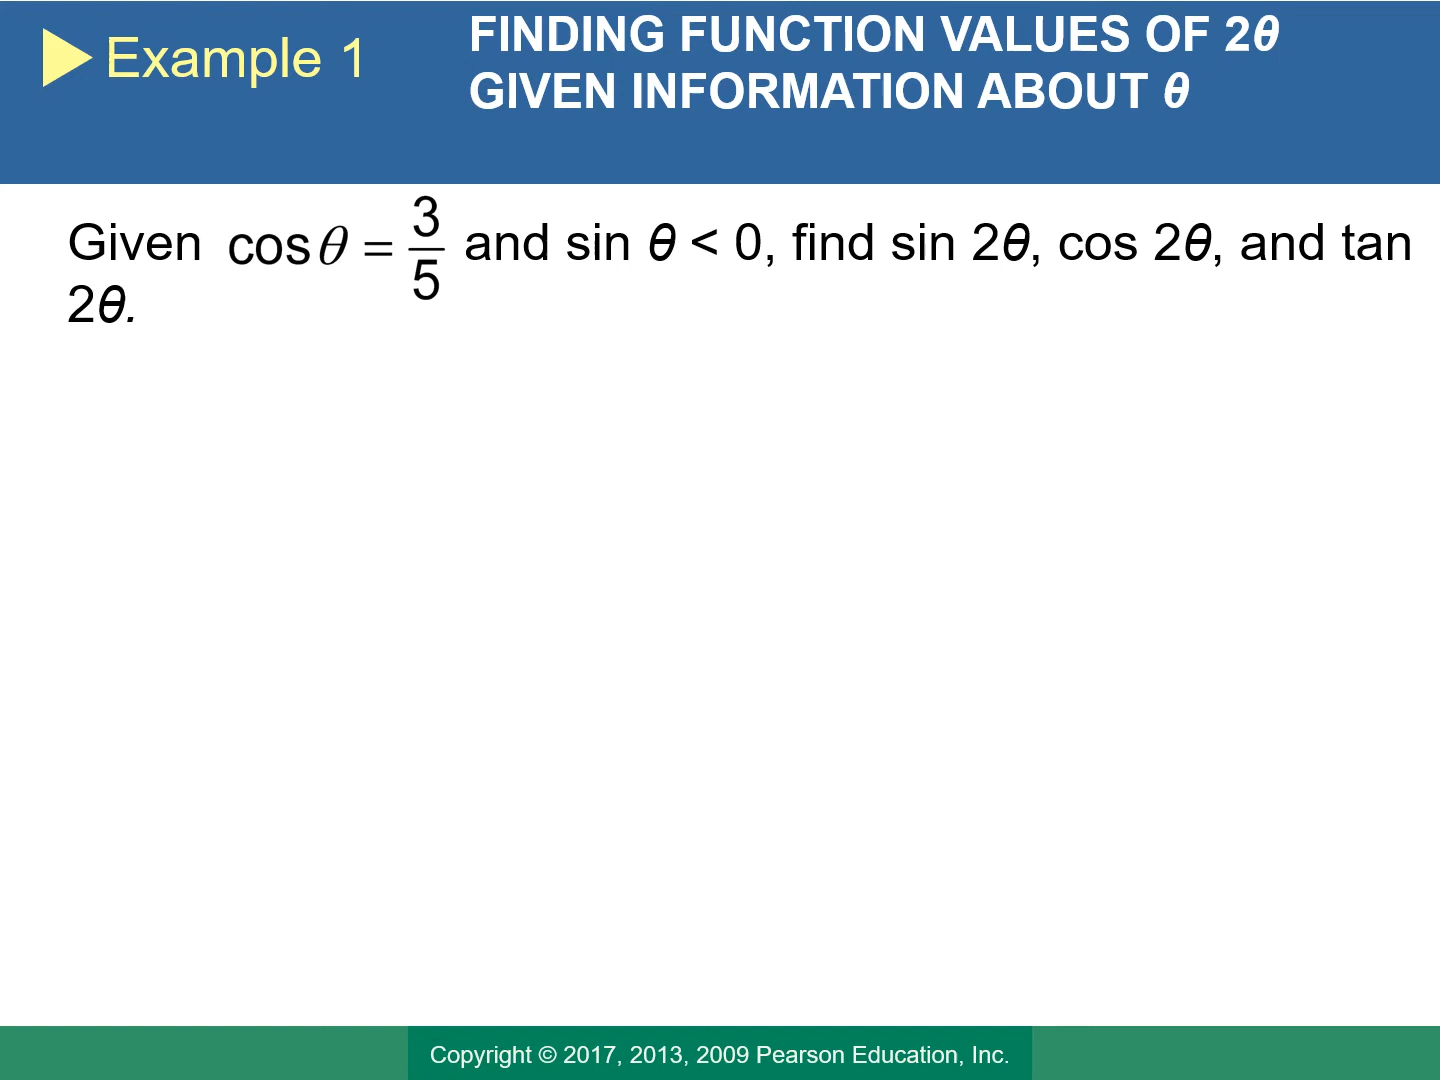 Example 1
FINDING FUNCTION VALUES OF 2θ
GIVEN INFORMATION ABOUT θ
Given cos θ = 3/5 and sin θ < 0, find sin 2θ, cos 2θ, and tan
2θ.
Copyright © 2017, 2013, 2009 Pearson Education, Inc.